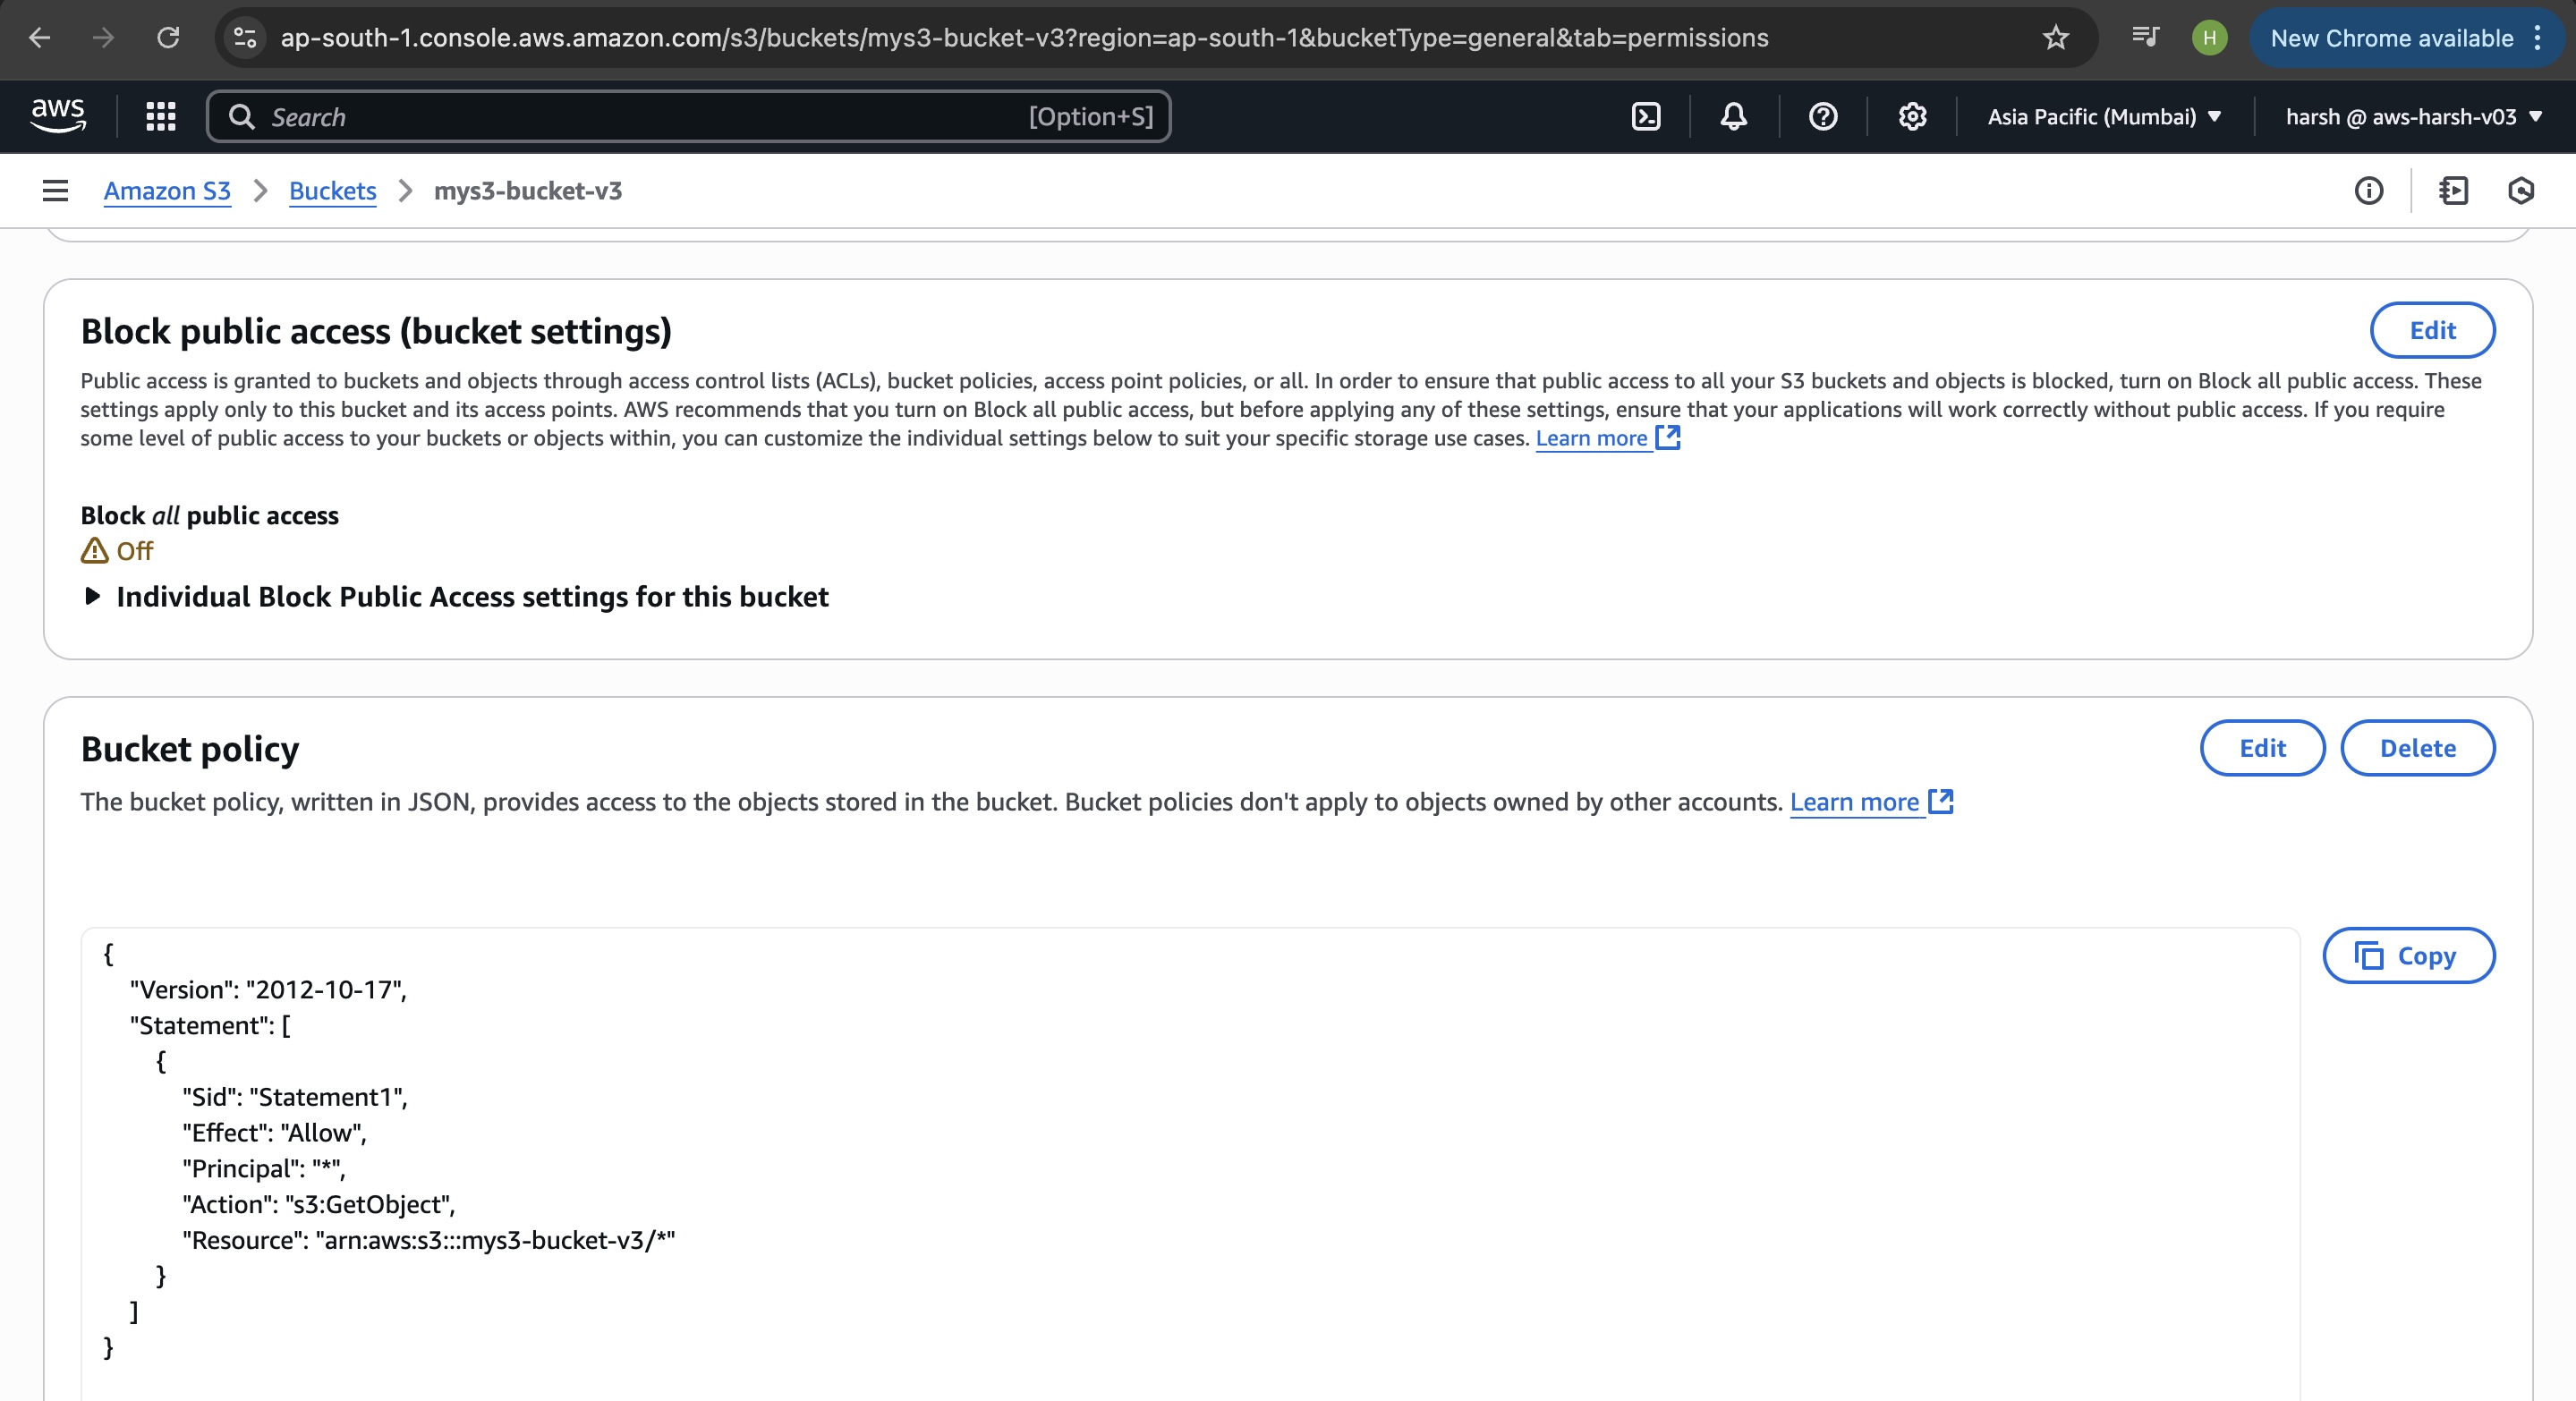 ap-south-1.console.aws.amazon.com/s3/buckets/mys3-bucket-v3?region=ap-south-1&bucketType=general&tab=permissions
H
New Chrome available
aws
Search
[Option+S]
Asia Pacific (Mumbai)
harsh @ aws-harsh-v03
Amazon S3 > Buckets > mys3-bucket-v3
Block public access (bucket settings)
Edit
Public access is granted to buckets and objects through access control lists (ACLs), bucket policies, access point policies, or all. In order to ensure that public access to all your S3 buckets and objects is blocked, turn on Block all public access. These
settings apply only to this bucket and its access points. AWS recommends that you turn on Block all public access, but before applying any of these settings, ensure that your applications will work correctly without public access. If you require
some level of public access to your buckets or objects within, you can customize the individual settings below to suit your specific storage use cases. Learn more
Block all public access
Off
Individual Block Public Access settings for this bucket
Bucket policy
Edit
Delete
The bucket policy, written in JSON, provides access to the objects stored in the bucket. Bucket policies don't apply to objects owned by other accounts. Learn more
Copy
{
"Version": "2012-10-17",
"Statement": [
{
"Sid": "Statement1",
"Effect": "Allow",
"Principal": "*",
"Action": "s3:GetObject",
"Resource": "arn:aws:s3:::mys3-bucket-v3/*"
}
]
}